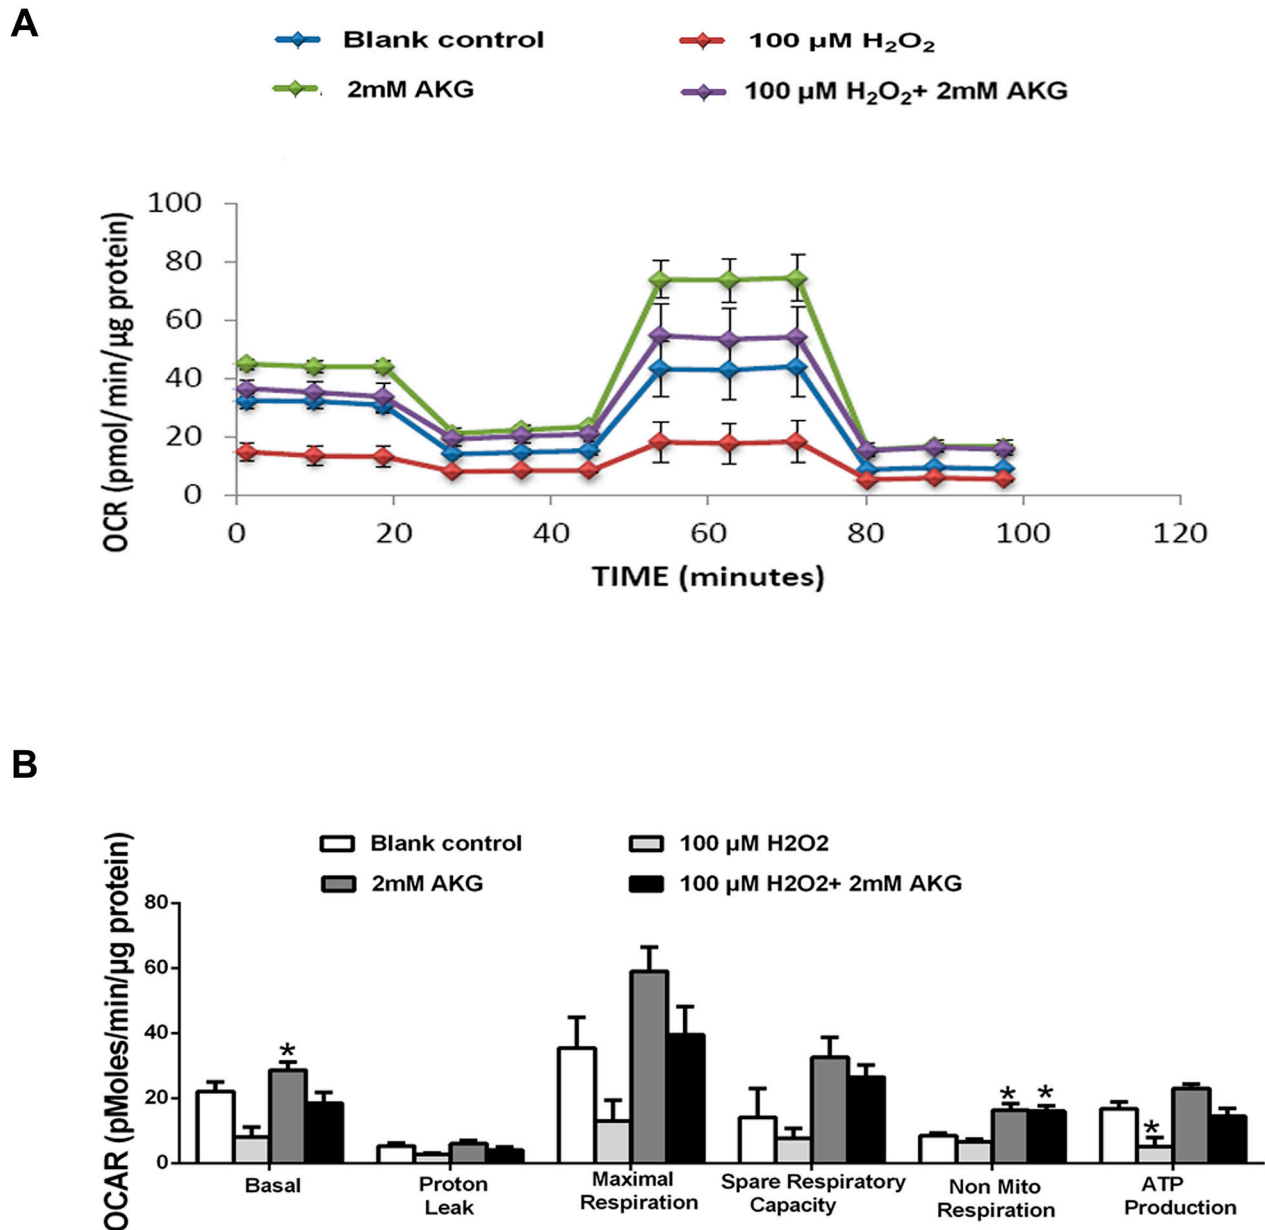 A
Blank control
100 µM H₂O₂
2mM AKG
100 µM H₂O₂+ 2mM AKG
OCR (pmol/min/µg protein)
100
80
60
40
20
0
0 20 40 60 80 100 120
TIME (minutes)
B
Blank control
100 µM H2O2
2mM AKG
100 µM H2O2+ 2mM AKG
OCAR (pMoles/min/µg protein)
80
60
40
20
0
* * * *
Basal
Proton
Leak
Maximal
Respiration
Spare Respiratory
Capacity
Non Mito
Respiration
ATP
Production